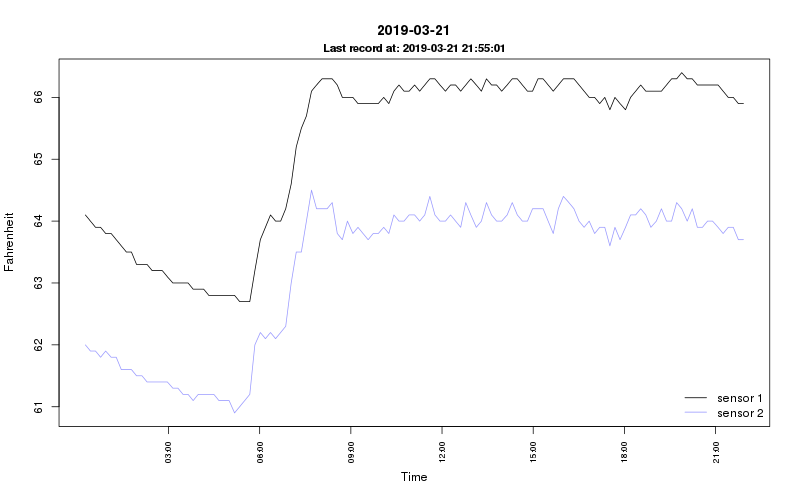 2019-03-21
Last record at: 2019-03-21 21:55:01
Fahrenheit
66
65
64
63
62
61
sensor 1
sensor 2
03:00 06:00 09:00 12:00 15:00 18:00 21:00
Time